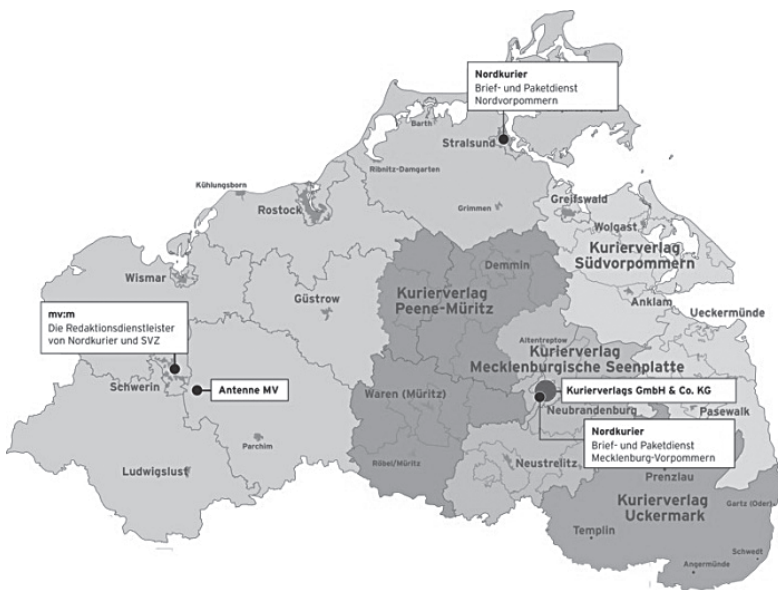 Nordkurier
Brief- und Paketdienst
Nordvorpommern
Barth
Stralsund
Ribnitz-Damgarten
Kühlungsborn
Rostock
Grimmen
Greifswald
Wolgast
Kurierverlag
Südvorpommern
Wismar
Demmin
Kurierverlag
Peene-Müritz
Güstrow
Anklam
Ueckermünde
mv:m
Die Redaktionsdienstleister
von Nordkurier und SVZ
Altentreptow
Kurierverlag
Mecklenburgische Seenplatte
Schwerin
Antenne MV
Waren (Müritz)
Kurierverlags GmbH & Co. KG
Neubrandenburg
Pasewalk
Nordkurier
Brief- und Paketdienst
Mecklenburg-Vorpommern
Parchim
Ludwigslust
Röbel/Müritz
Neustrelitz
Prenzlau
Kurierverlag
Uckermark
Gartz (Oder)
Templin
Schwedt
Angermünde